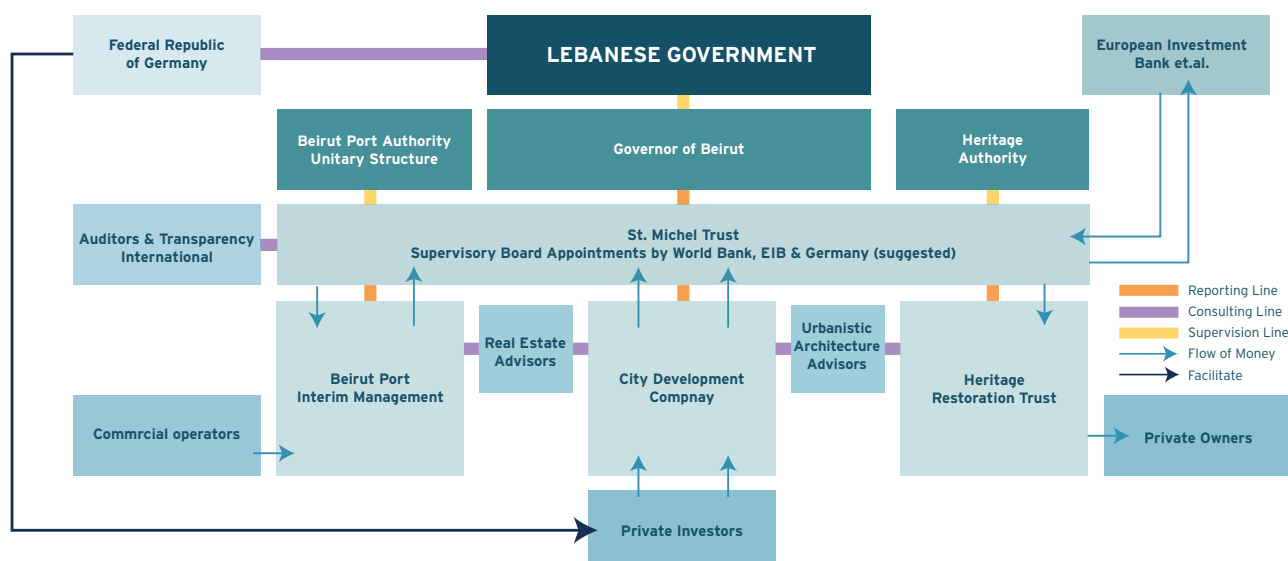 Federal Republic
of Germany
LEBANESE GOVERNMENT
European Investment
Bank et.al.
Beirut Port Authority
Unitary Structure
Governor of Beirut
Heritage
Authority
Auditors & Transparency
International
St. Michel Trust
Supervisory Board Appointments by World Bank, EIB & Germany (suggested)
Reporting Line
Consulting Line
Supervision Line
Flow of Money
Facilitate
Real Estate
Advisors
Urbanistic
Architecture
Advisors
Beirut Port
Interim Management
City Development
Compnay
Heritage
Restoration Trust
Commrcial operators
Private Owners
Private Investors